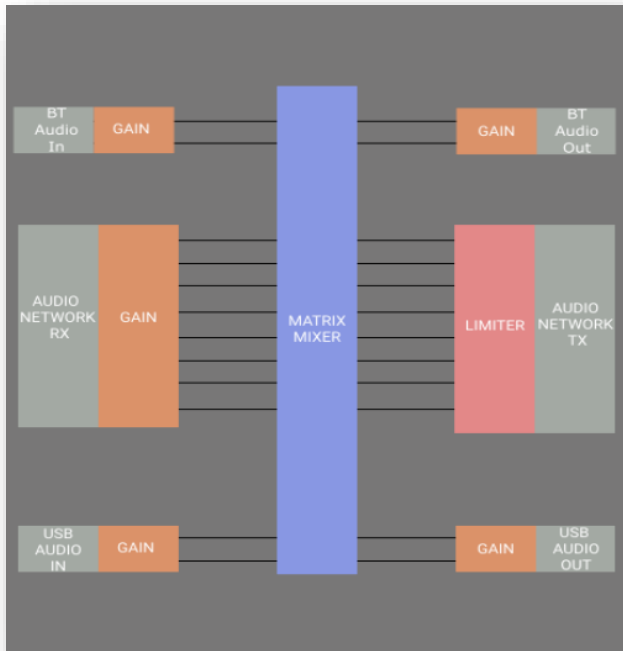 BT
Audio
In
GAIN
GAIN
BT
Audio
Out
AUDIO
NETWORK
RX
GAIN
MATRIX
MIXER
LIMITER
AUDIO
NETWORK
TX
USB
AUDIO
IN
GAIN
GAIN
USB
AUDIO
OUT